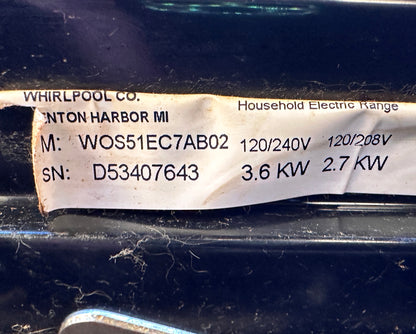 WHIRLPOOL CO. Household Electric Range
ENTON HARBOR MI
M: WOS51EC7AB02 120/240V 120/208V
SN: D53407643 3.6 KW 2.7 KW